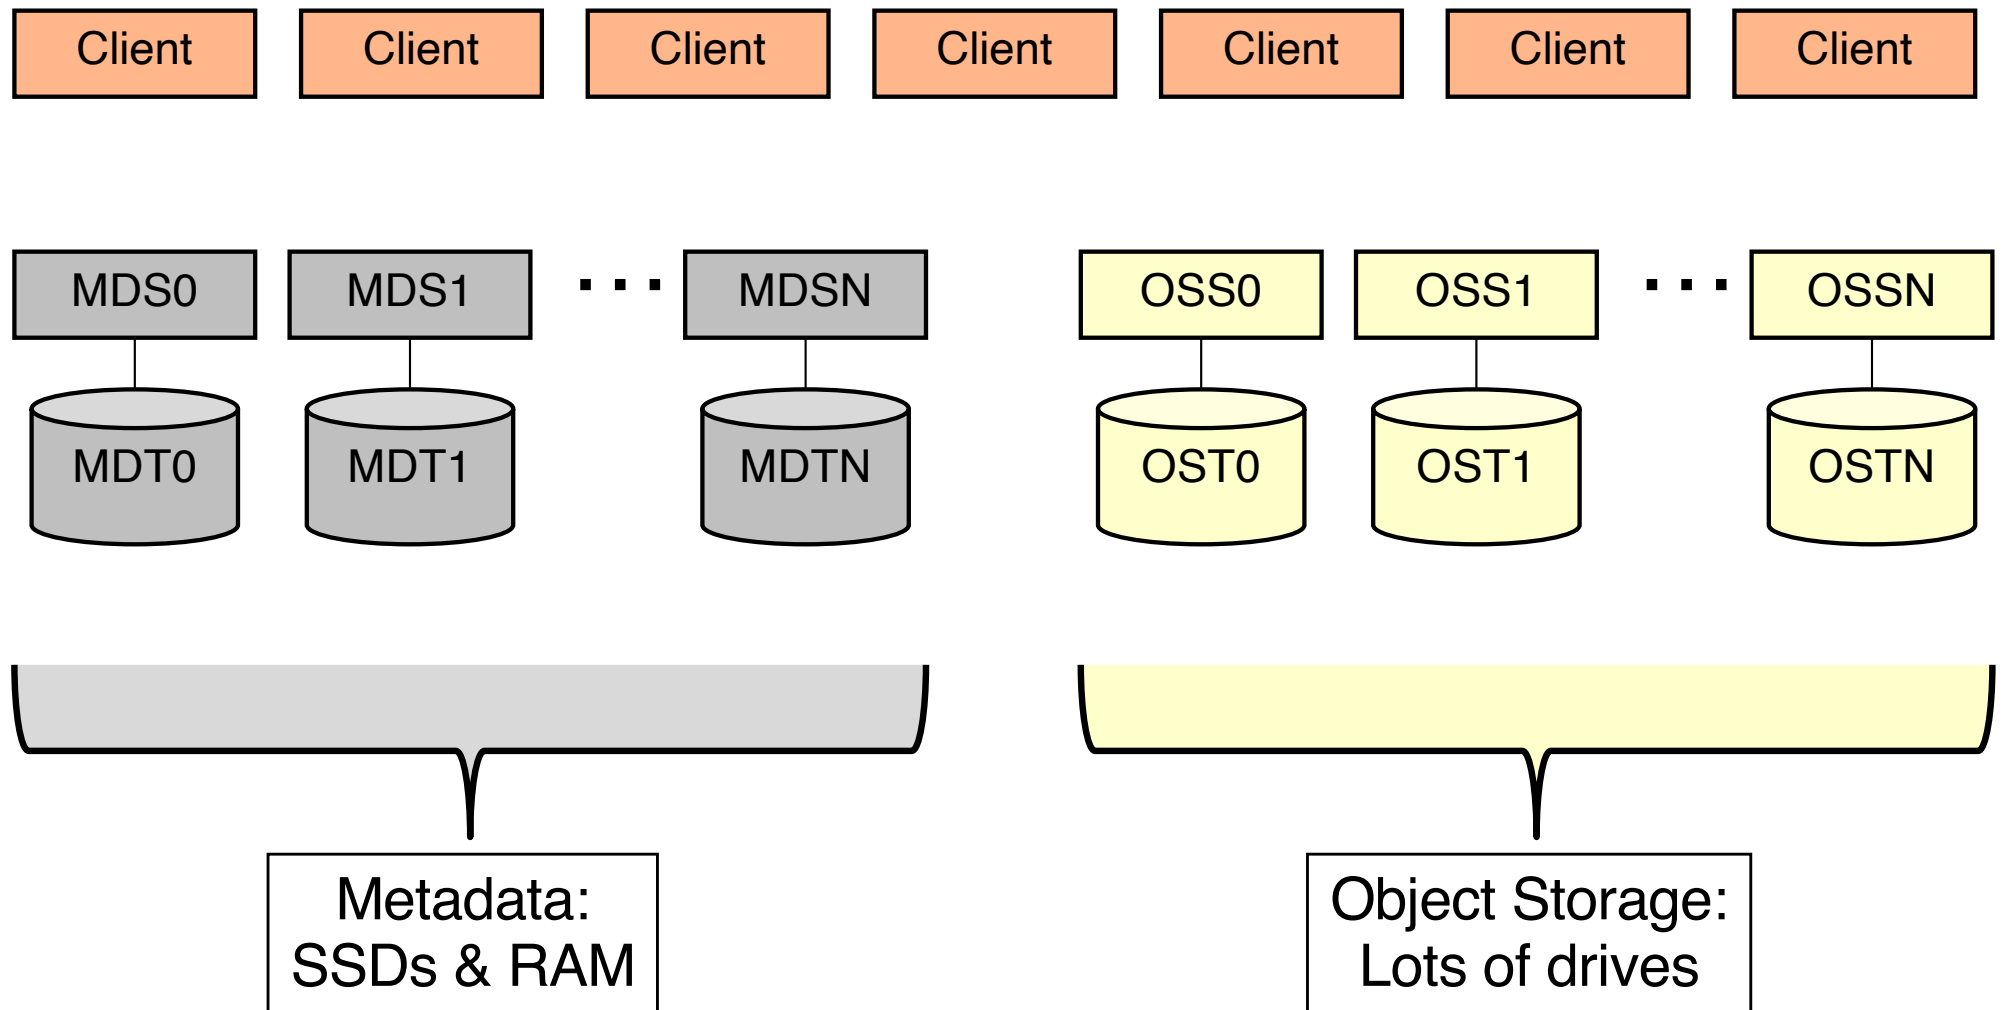 Client Client Client Client Client Client Client
MDS0 MDS1 ... MDSN OSS0 OSS1 ... OSSN
MDT0 MDT1 MDTN OST0 OST1 OSTN
Metadata:
SSDs & RAM
Object Storage:
Lots of drives